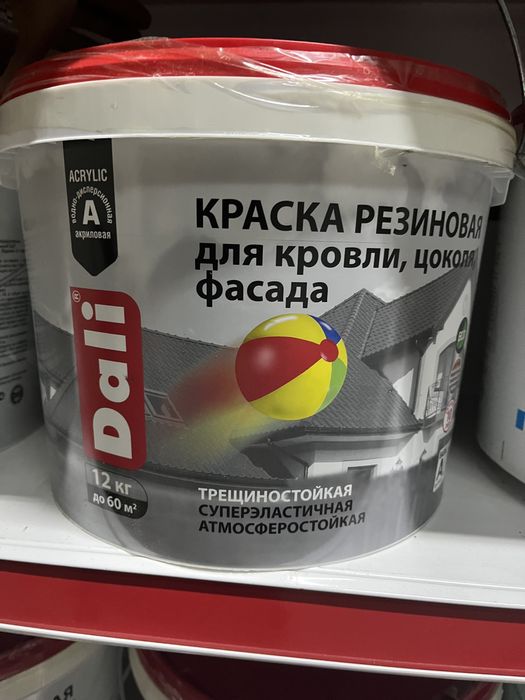 ACRYLIC
водно-дисперсионная
А
акриловая
КРАСКА РЕЗИНОВАЯ
для кровли, цоколя,
фасада
Dali
12 кг
до 60 м²
ТРЕЩИНОСТОЙКАЯ
СУПЕРЭЛАСТИЧНАЯ
АТМОСФЕРОСТОЙКАЯ